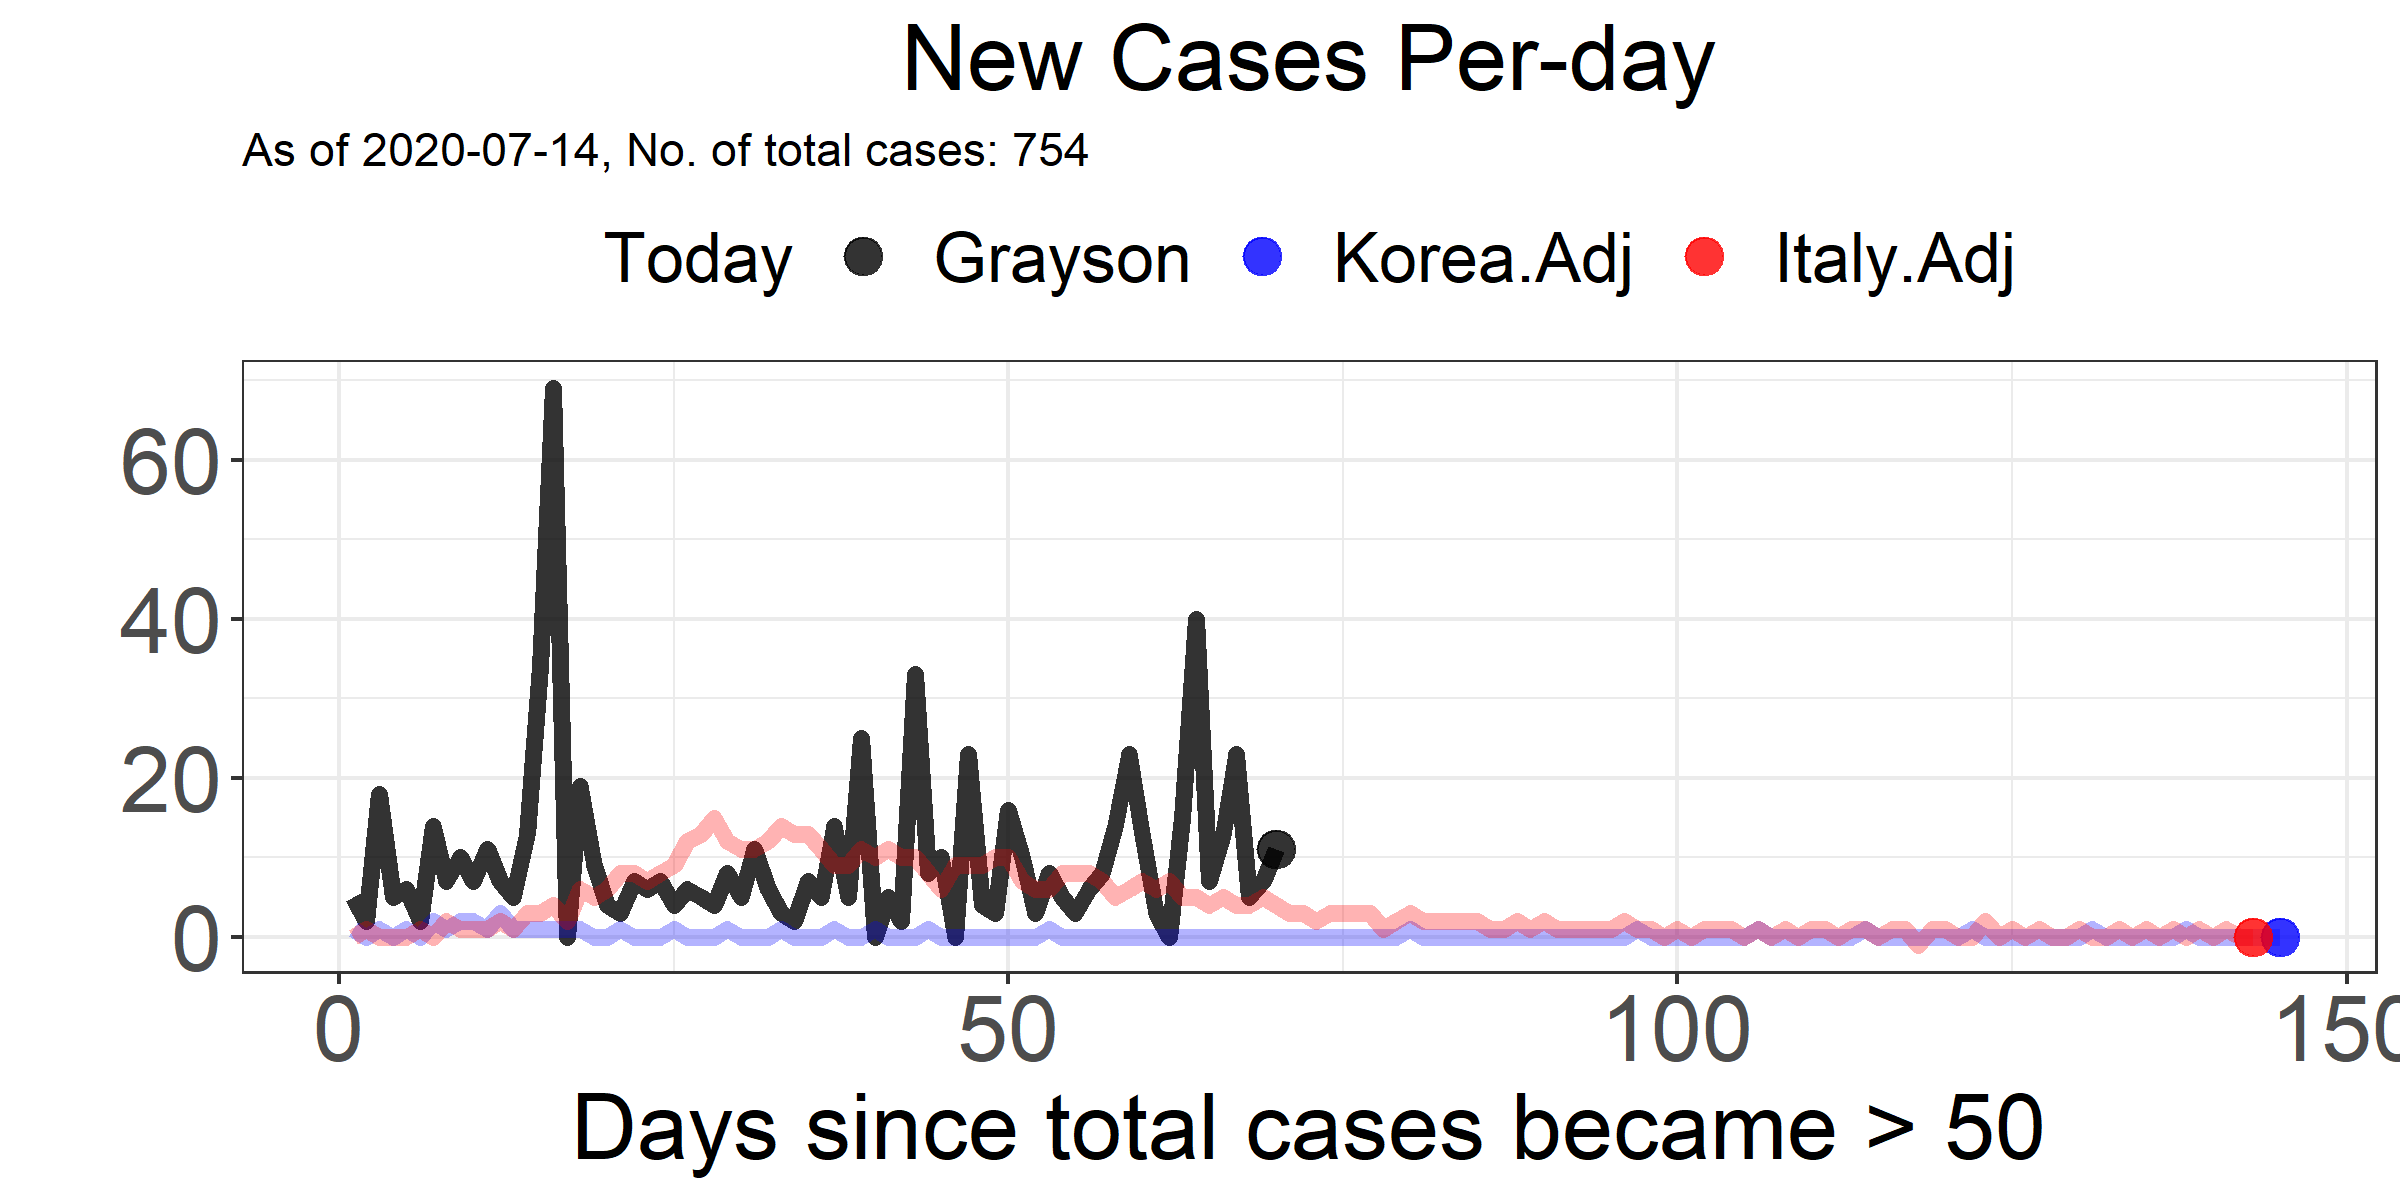 New Cases Per-day
As of 2020-07-14, No. of total cases: 754
Today Grayson Korea.Adj Italy.Adj
60
40
20
0
0 50 100 150
Days since total cases became > 50